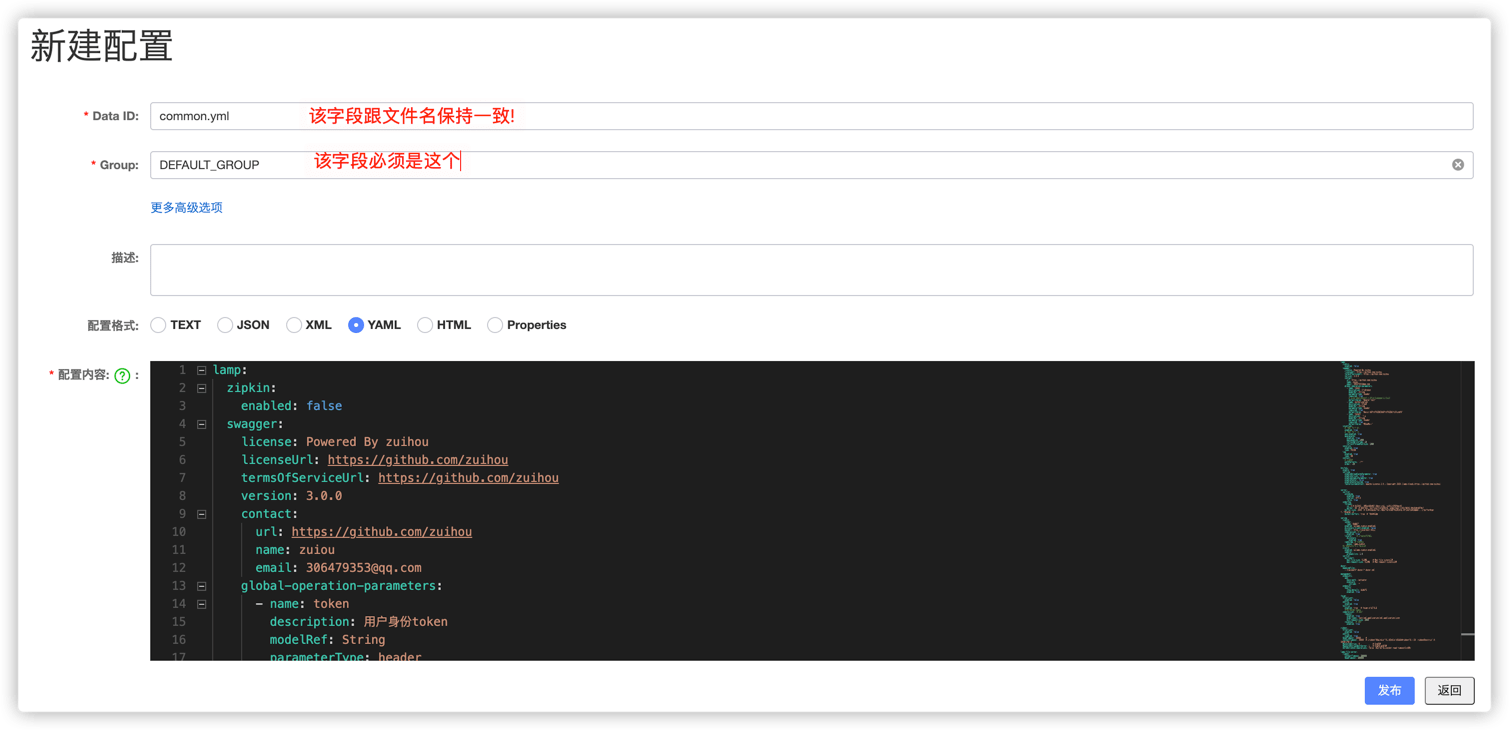 新建配置
* Data ID: common.yml 该字段跟文件名保持一致!
* Group: DEFAULT_GROUP 该字段必须是这个
更多高级选项
描述:
配置格式: TEXT JSON XML YAML HTML Properties
* 配置内容: ? :
1 lamp:
2 zipkin:
3 enabled: false
4 swagger:
5 license: Powered By zuihou
6 licenseUrl: https://github.com/zuihou
7 termsOfServiceUrl: https://github.com/zuihou
8 version: 3.0.0
9 contact:
10 url: https://github.com/zuihou
11 name: zuiou
12 email: 306479353@qq.com
13 global-operation-parameters:
14 - name: token
15 description: 用户身份token
16 modelRef: String
17 parameterType: header
发布 返回